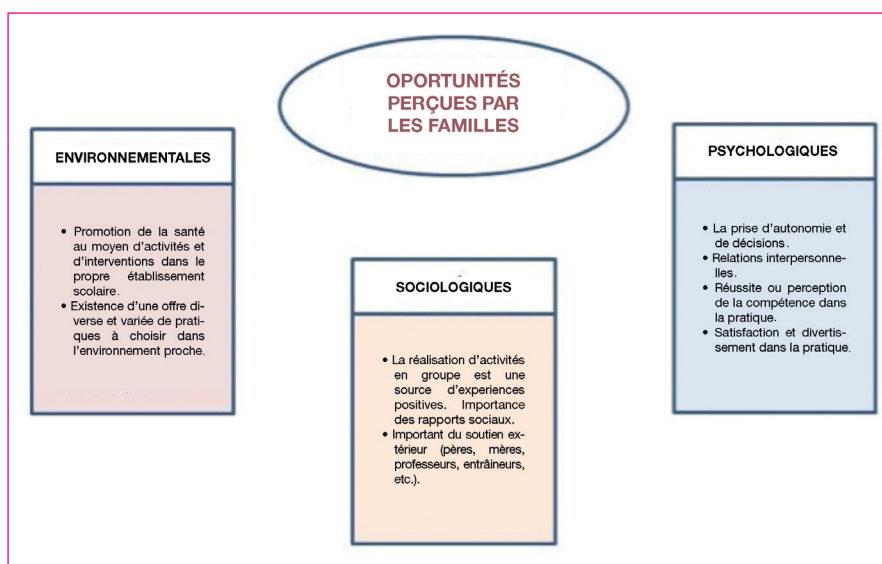 OPORTUNITÉS
PERÇUES PAR
LES FAMILLES
ENVIRONNEMENTALES
• Promotion de la santé
au moyen d'activités et
d'interventions dans le
propre établissement
scolaire.
• Existence d'une offre di-
verse et variée de prati-
ques à choisir dans
l'environnement proche.
SOCIOLOGIQUES
• La réalisation d'activités
en groupe est une
source d'experiences
positives. Importance
des rapports sociaux.
• Important du soutien ex-
térieur (pères, mères,
professeurs, entrâineurs,
etc.).
PSYCHOLOGIQUES
• La prise d'autonomie et
de décisions.
• Relations interpersonne-
lles.
• Réussite ou perception
de la compétence dans
la pratique.
• Satisfaction et divertis-
sement dans la pratique.